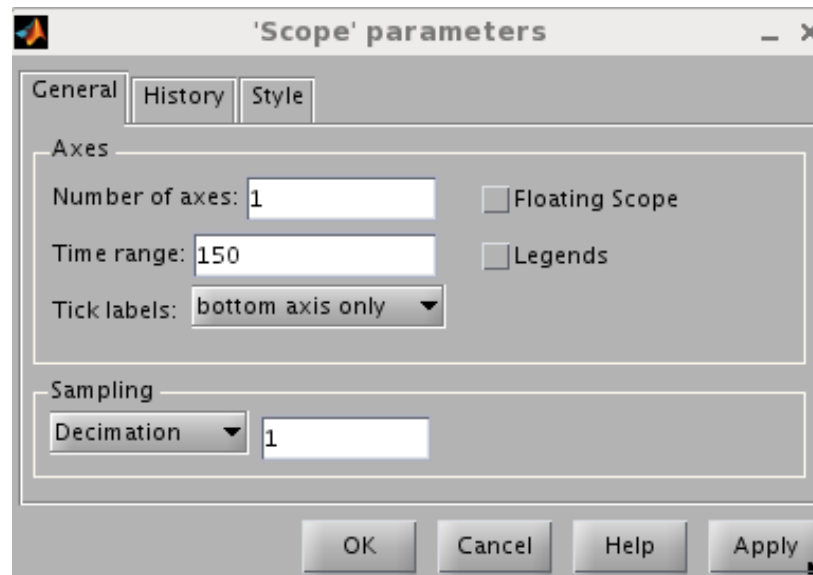 'Scope' parameters
General History Style
Axes
Number of axes: 1 Floating Scope
Time range: 150 Legends
Tick labels: bottom axis only
Sampling
Decimation 1
OK Cancel Help Apply